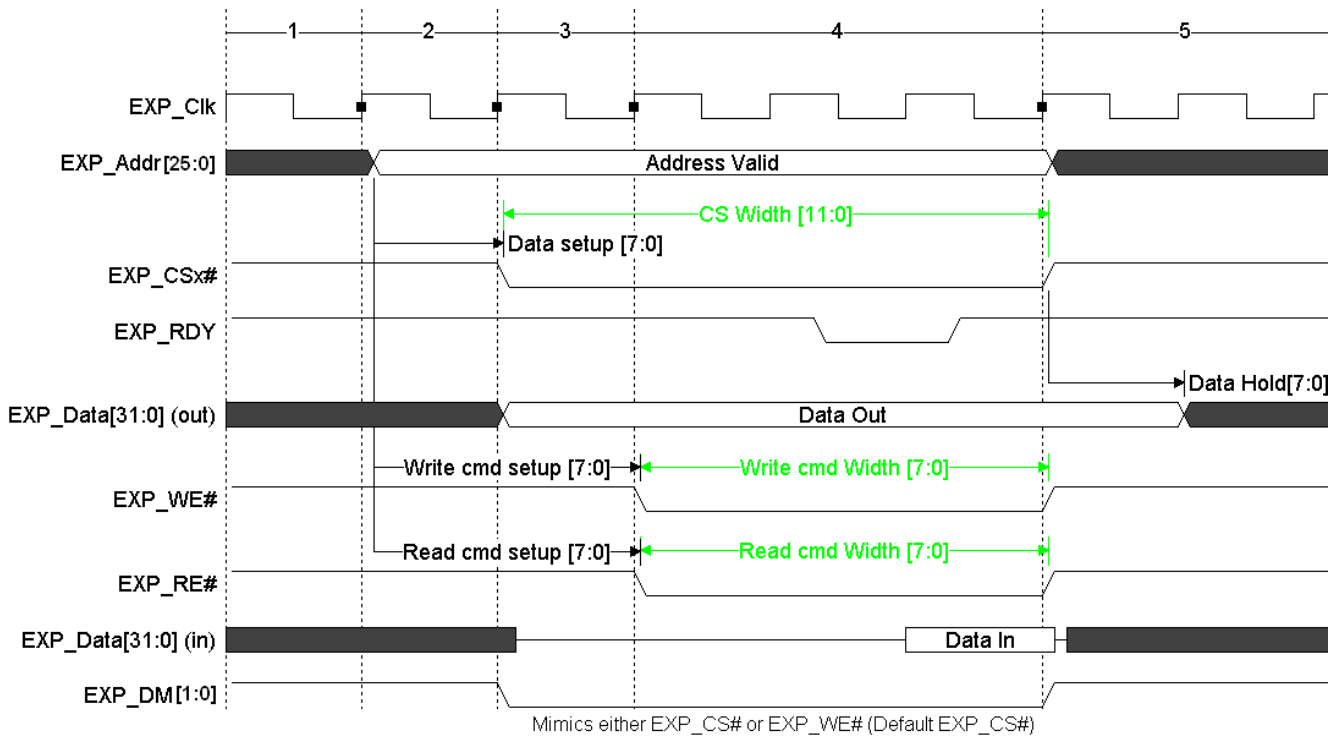 1 2 3 4 5
EXP_Clk
EXP_Addr[25:0] Address Valid
CS Width [11:0]
Data setup [7:0]
EXP_CSx#
EXP_RDY
Data Hold[7:0]
EXP_Data[31:0] (out) Data Out
Write cmd setup [7:0] Write cmd Width [7:0]
EXP_WE#
Read cmd setup [7:0] Read cmd Width [7:0]
EXP_RE#
EXP_Data[31:0] (in) Data In
EXP_DM[1:0]
Mimics either EXP_CS# or EXP_WE# (Default EXP_CS#)